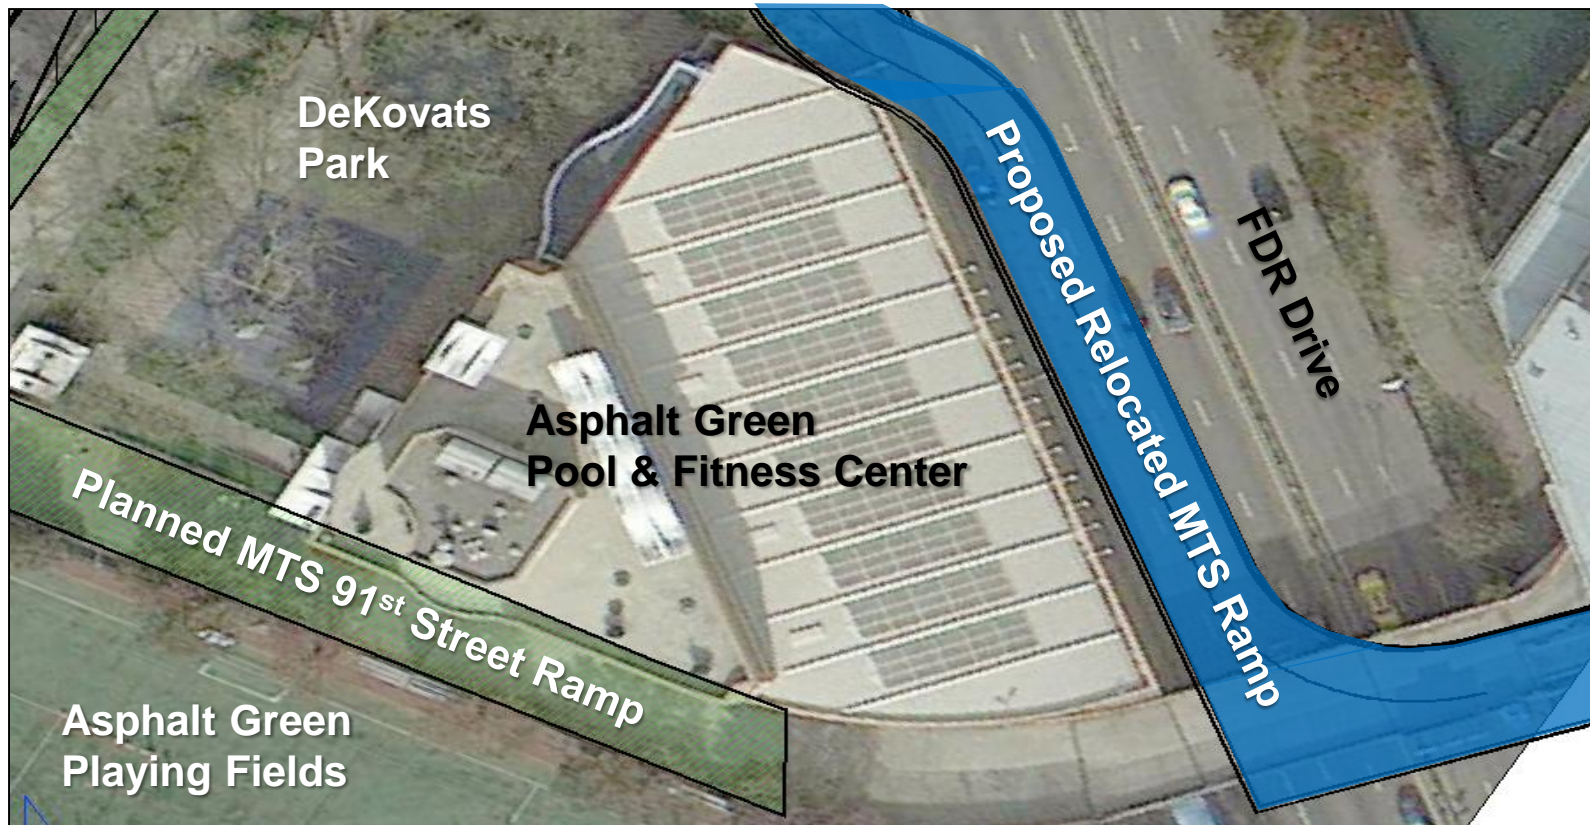 DeKovats
Park
Proposed Relocated MTS Ramp
FDR Drive
Asphalt Green
Pool & Fitness Center
Planned MTS 91st Street Ramp
Asphalt Green
Playing Fields